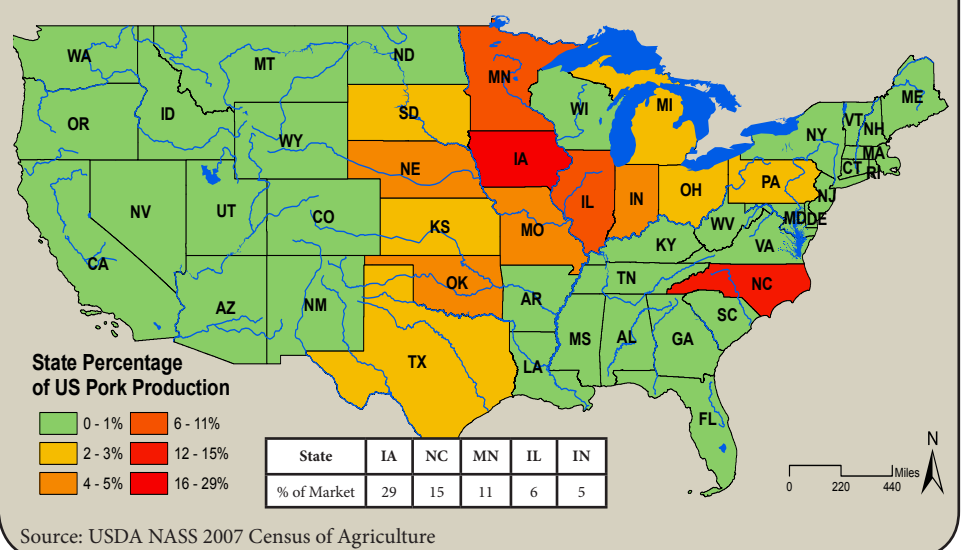 WA
MT
ND
MN
ME
OR
ID
SD
WI
MI
VT
NH
NY
WY
IA
MA
CT
RI
NE
PA
NV
UT
CO
IL
IN
OH
NJ
KS
MO
WV
MD
DE
KY
VA
CA
AZ
NM
OK
TN
NC
AR
SC
MS
AL
GA
TX
LA
FL
State Percentage
of US Pork Production
0 - 1%
6 - 11%
2 - 3%
12 - 15%
4 - 5%
16 - 29%
State IA NC MN IL IN
% of Market 29 15 11 6 5
N
Miles
0 220 440
Source: USDA NASS 2007 Census of Agriculture